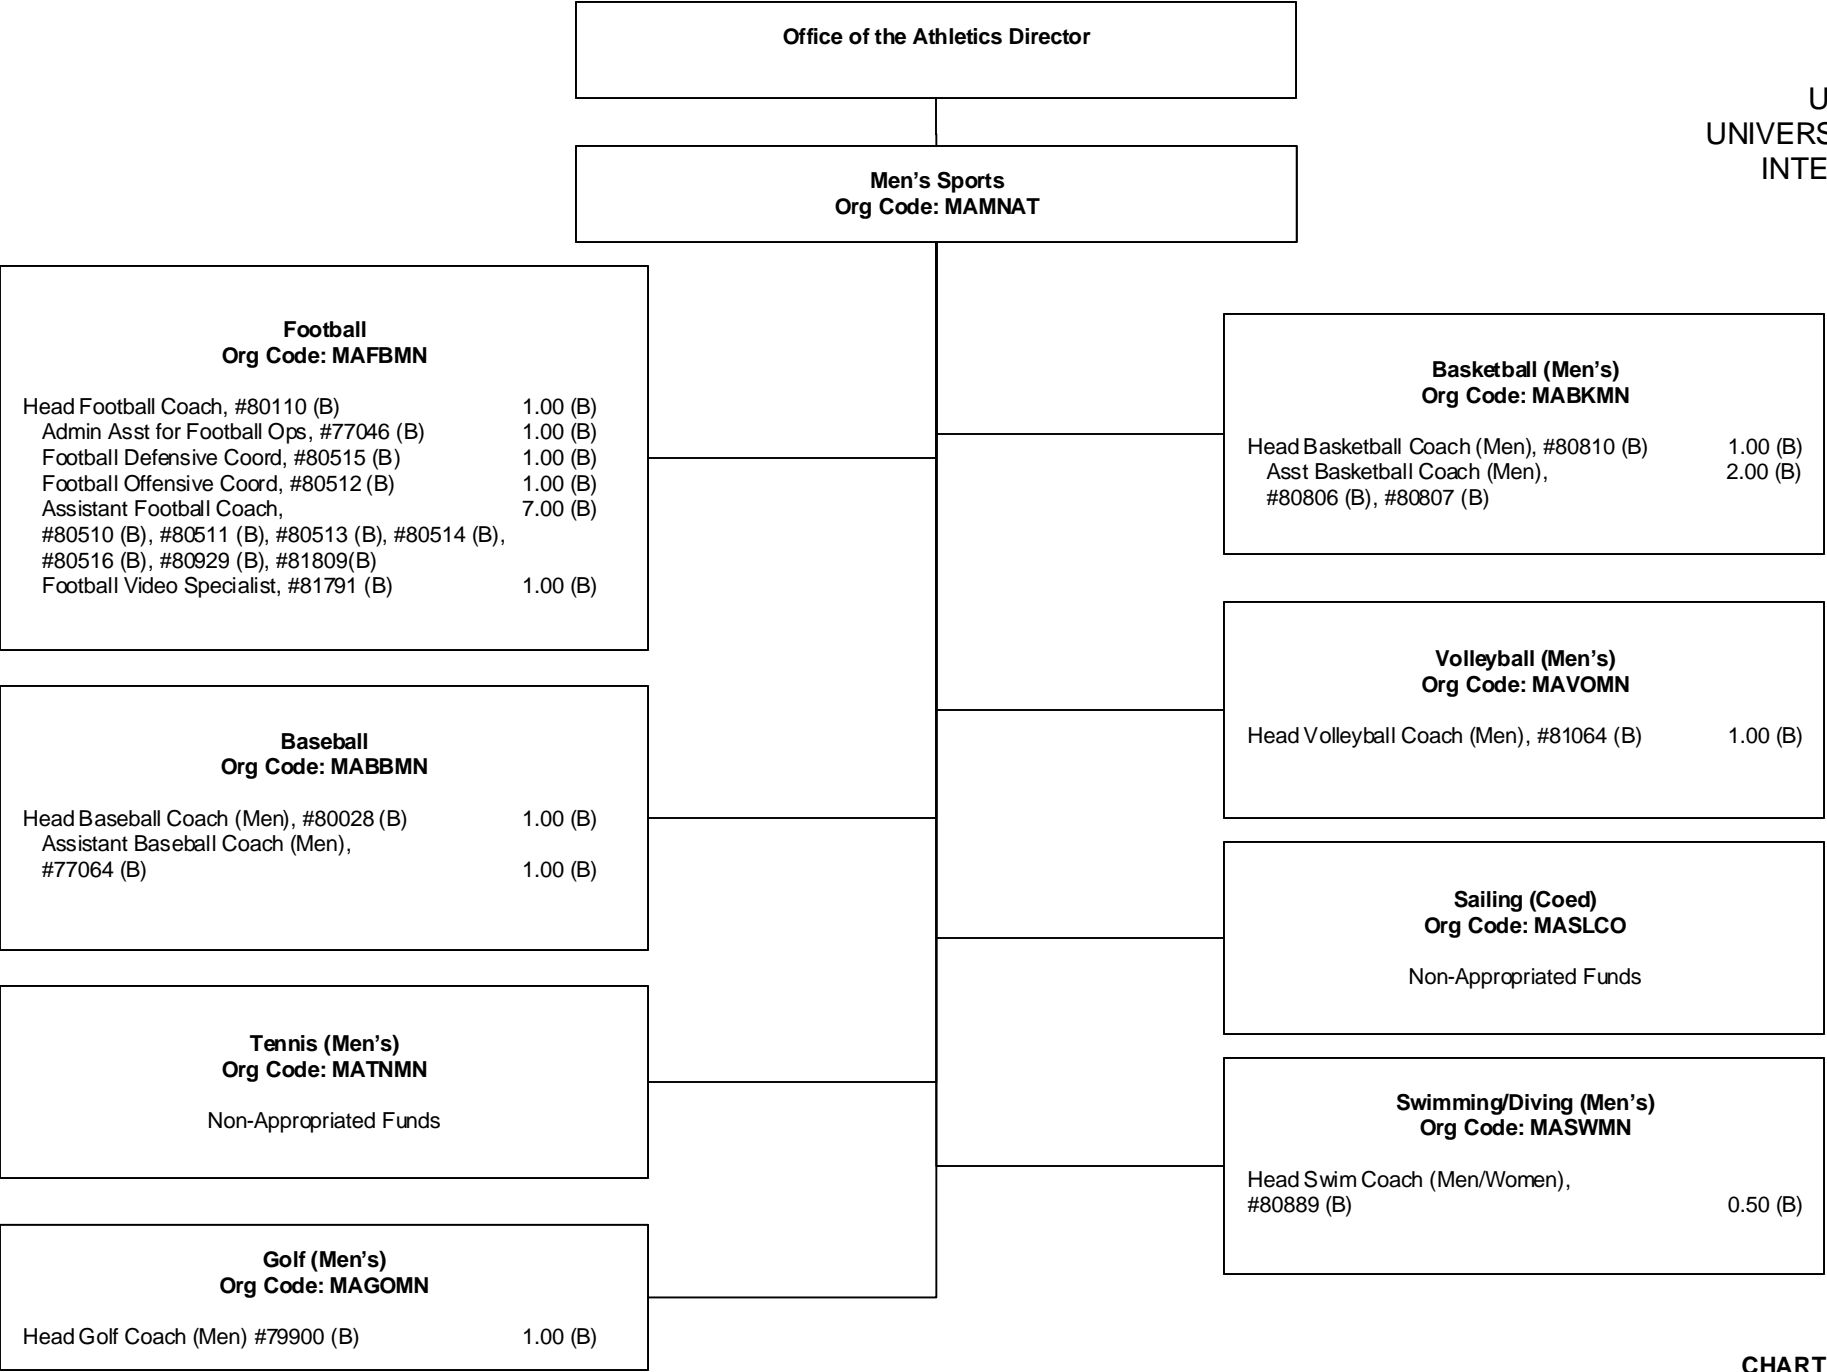 Office of the Athletics Director
U
UNIVERS
INTE
Men's Sports
Org Code: MAMNAT
Football
Org Code: MAFBMN
Head Football Coach, #80110 (B) 1.00 (B)
Admin Asst for Football Ops, #77046 (B) 1.00 (B)
Football Defensive Coord, #80515 (B) 1.00 (B)
Football Offensive Coord, #80512 (B) 1.00 (B)
Assistant Football Coach, 7.00 (B)
#80510 (B), #80511 (B), #80513 (B), #80514 (B),
#80516 (B), #80929 (B), #81809(B)
Football Video Specialist, #81791 (B) 1.00 (B)
Basketball (Men's)
Org Code: MABKMN
Head Basketball Coach (Men), #80810 (B) 1.00 (B)
Asst Basketball Coach (Men), 2.00 (B)
#80806 (B), #80807 (B)
Baseball
Org Code: MABBMN
Head Baseball Coach (Men), #80028 (B) 1.00 (B)
Assistant Baseball Coach (Men),
#77064 (B) 1.00 (B)
Volleyball (Men's)
Org Code: MAVOMN
Head Volleyball Coach (Men), #81064 (B) 1.00 (B)
Tennis (Men's)
Org Code: MATNMN
Non-Appropriated Funds
Sailing (Coed)
Org Code: MASLCO
Non-Appropriated Funds
Golf (Men's)
Org Code: MAGOMN
Head Golf Coach (Men) #79900 (B) 1.00 (B)
Swimming/Diving (Men's)
Org Code: MASWMN
Head Swim Coach (Men/Women),
#80889 (B) 0.50 (B)
CHART